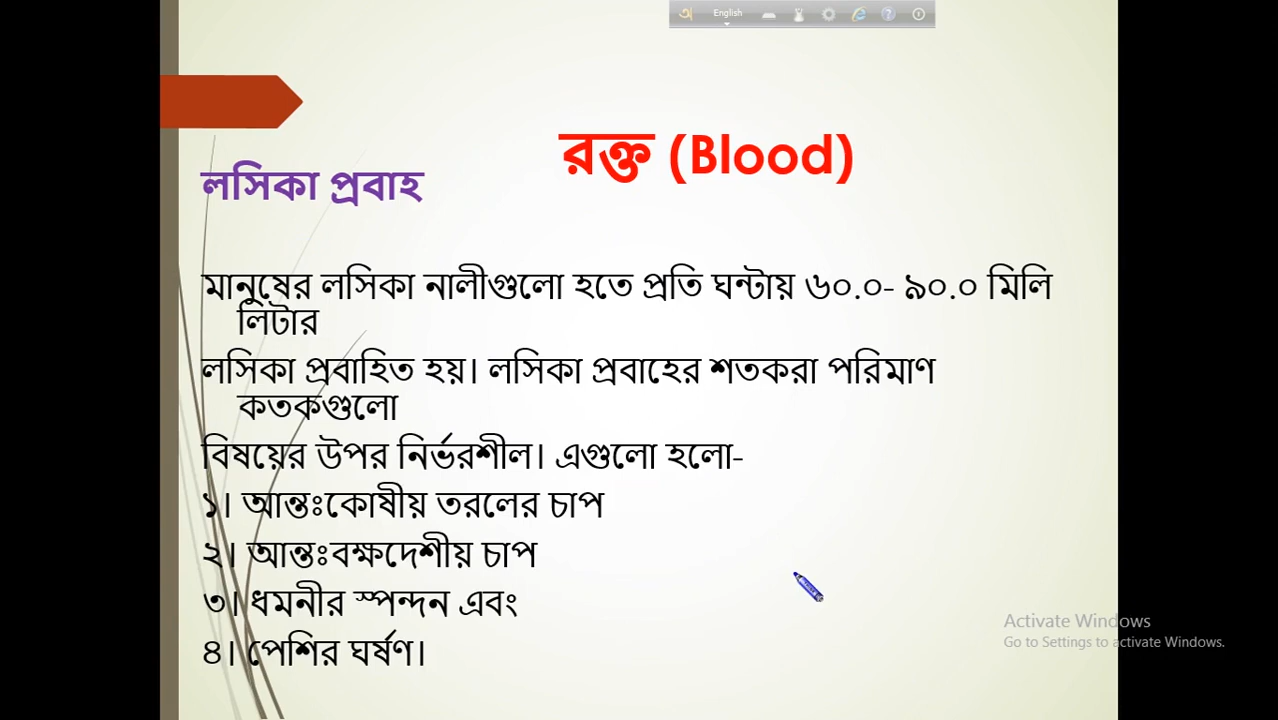 অ English
রক্ত (Blood)
লসিকা প্রবাহ
মানুষের লসিকা নালীগুলো হতে প্রতি ঘন্টায় ৬০.০- ৯০.০ মিলি
লিটার
লসিকা প্রবাহিত হয়। লসিকা প্রবাহের শতকরা পরিমাণ
কতকগুলো
বিষয়ের উপর নির্ভরশীল। এগুলো হলো-
১। আন্তঃকোষীয় তরলের চাপ
২। আন্তঃবক্ষদেশীয় চাপ
৩। ধমনীর স্পন্দন এবং
৪। পেশির ঘর্ষণ।
Activate Windows
Go to Settings to activate Windows.